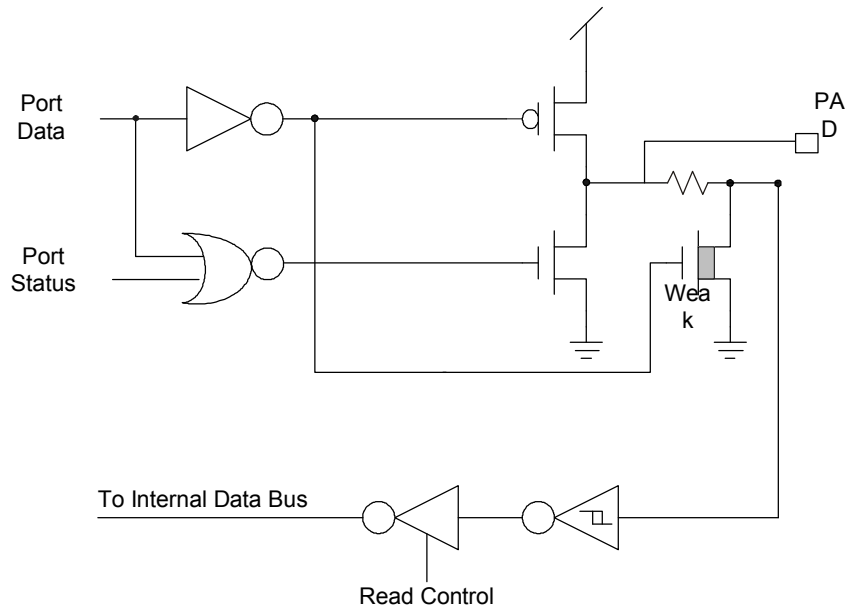 Port
Data
PA
D
Port
Status
Wea
k
To Internal Data Bus
Read Control